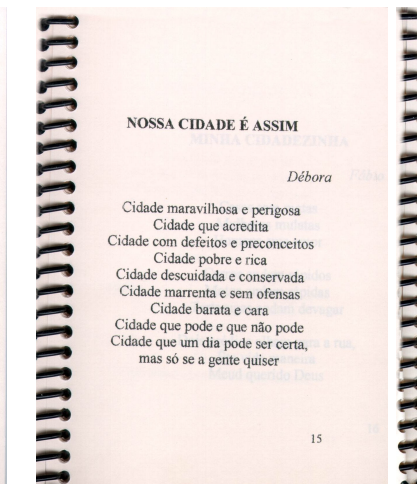 NOSSA CIDADE É ASSIM
MINHA CIDADEZINHA
Débora
Cidade maravilhosa e perigosa
Cidade que acredita
Cidade com defeitos e preconceitos
Cidade pobre e rica
Cidade descuidada e conservada
Cidade marrenta e sem ofensas
Cidade barata e cara
Cidade que pode e que não pode
Cidade que um dia pode ser certa,
mas só se a gente quiser
15